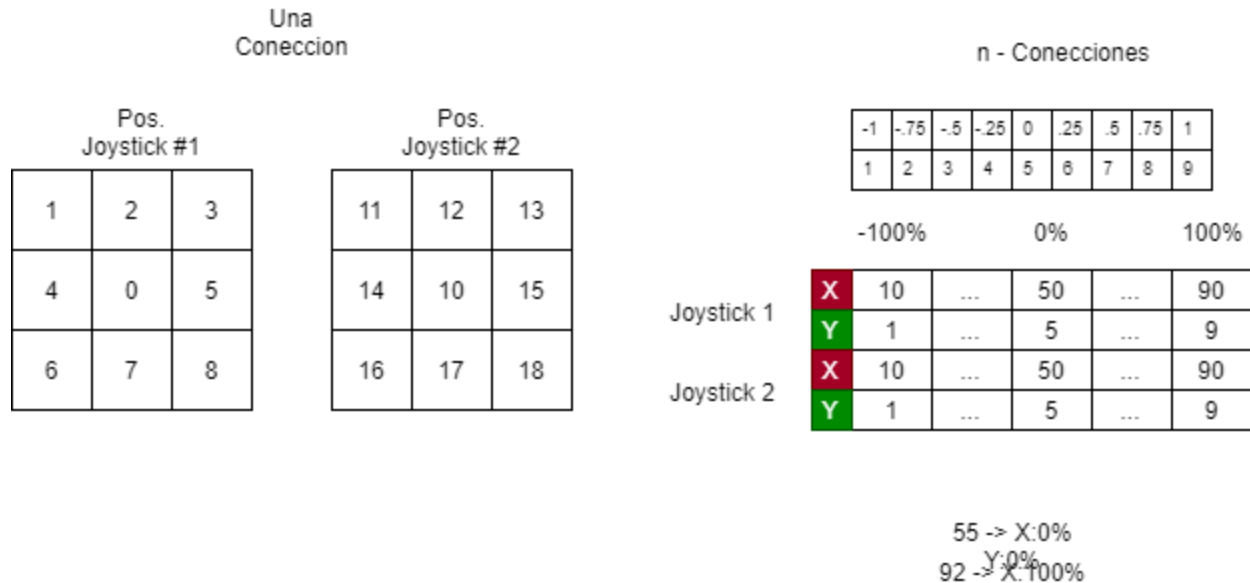 Una
Coneccion
n - Conecciones
Pos.
Joystick #1
Pos.
Joystick #2
1 2 3
4 0 5
6 7 8
11 12 13
14 10 15
16 17 18
-1 -.75 -.5 -.25 0 .25 .5 .75 1
1 2 3 4 5 6 7 8 9
-100% 0% 100%
Joystick 1
X 10 ... 50 ... 90
Y 1 ... 5 ... 9
Joystick 2
X 10 ... 50 ... 90
Y 1 ... 5 ... 9
55 -> X:0%
Y:0%
92 -> X:100%